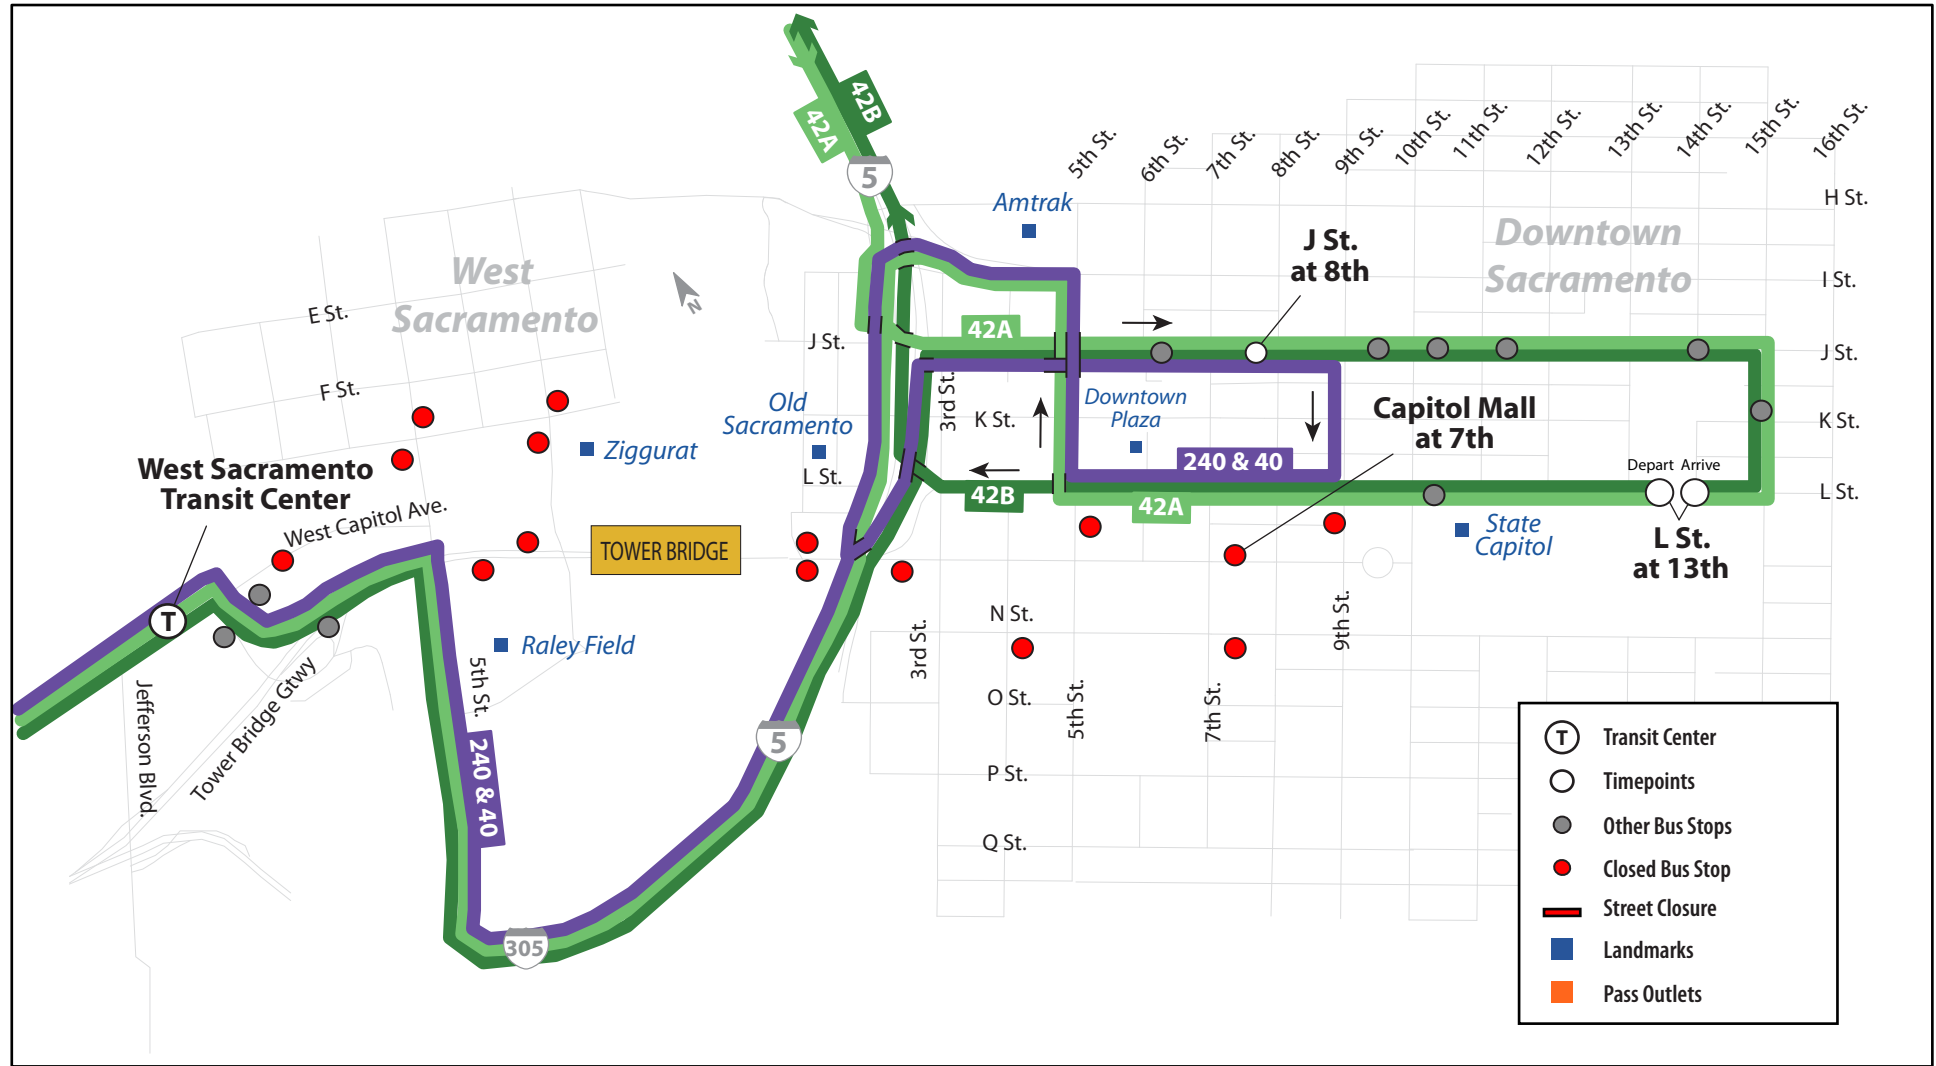 42B
42A
5
5th St.
6th St.
7th St.
8th St.
9th St.
10th St.
11th St.
12th St.
13th St.
14th St.
15th St.
16th St.
H St.
Amtrak
J St.
at 8th
Downtown
Sacramento
West
Sacramento
N
I St.
E St.
42A
J St.
J St.
F St.
3rd St.
Old
Sacramento
K St.
Downtown
Plaza
Capitol Mall
at 7th
K St.
Ziggurat
240 & 40
West Sacramento
Transit Center
L St.
42B
42A
Depart Arrive
L St.
West Capitol Ave.
TOWER BRIDGE
State
Capitol
L St.
at 13th
T
N St.
9th St.
Raley Field
3rd St.
5th St.
O St.
5th St.
7th St.
Jefferson Blvd.
Tower Bridge Gtwy
240 & 40
5
P St.
Q St.
305
T Transit Center
Timepoints
Other Bus Stops
Closed Bus Stop
Street Closure
Landmarks
Pass Outlets